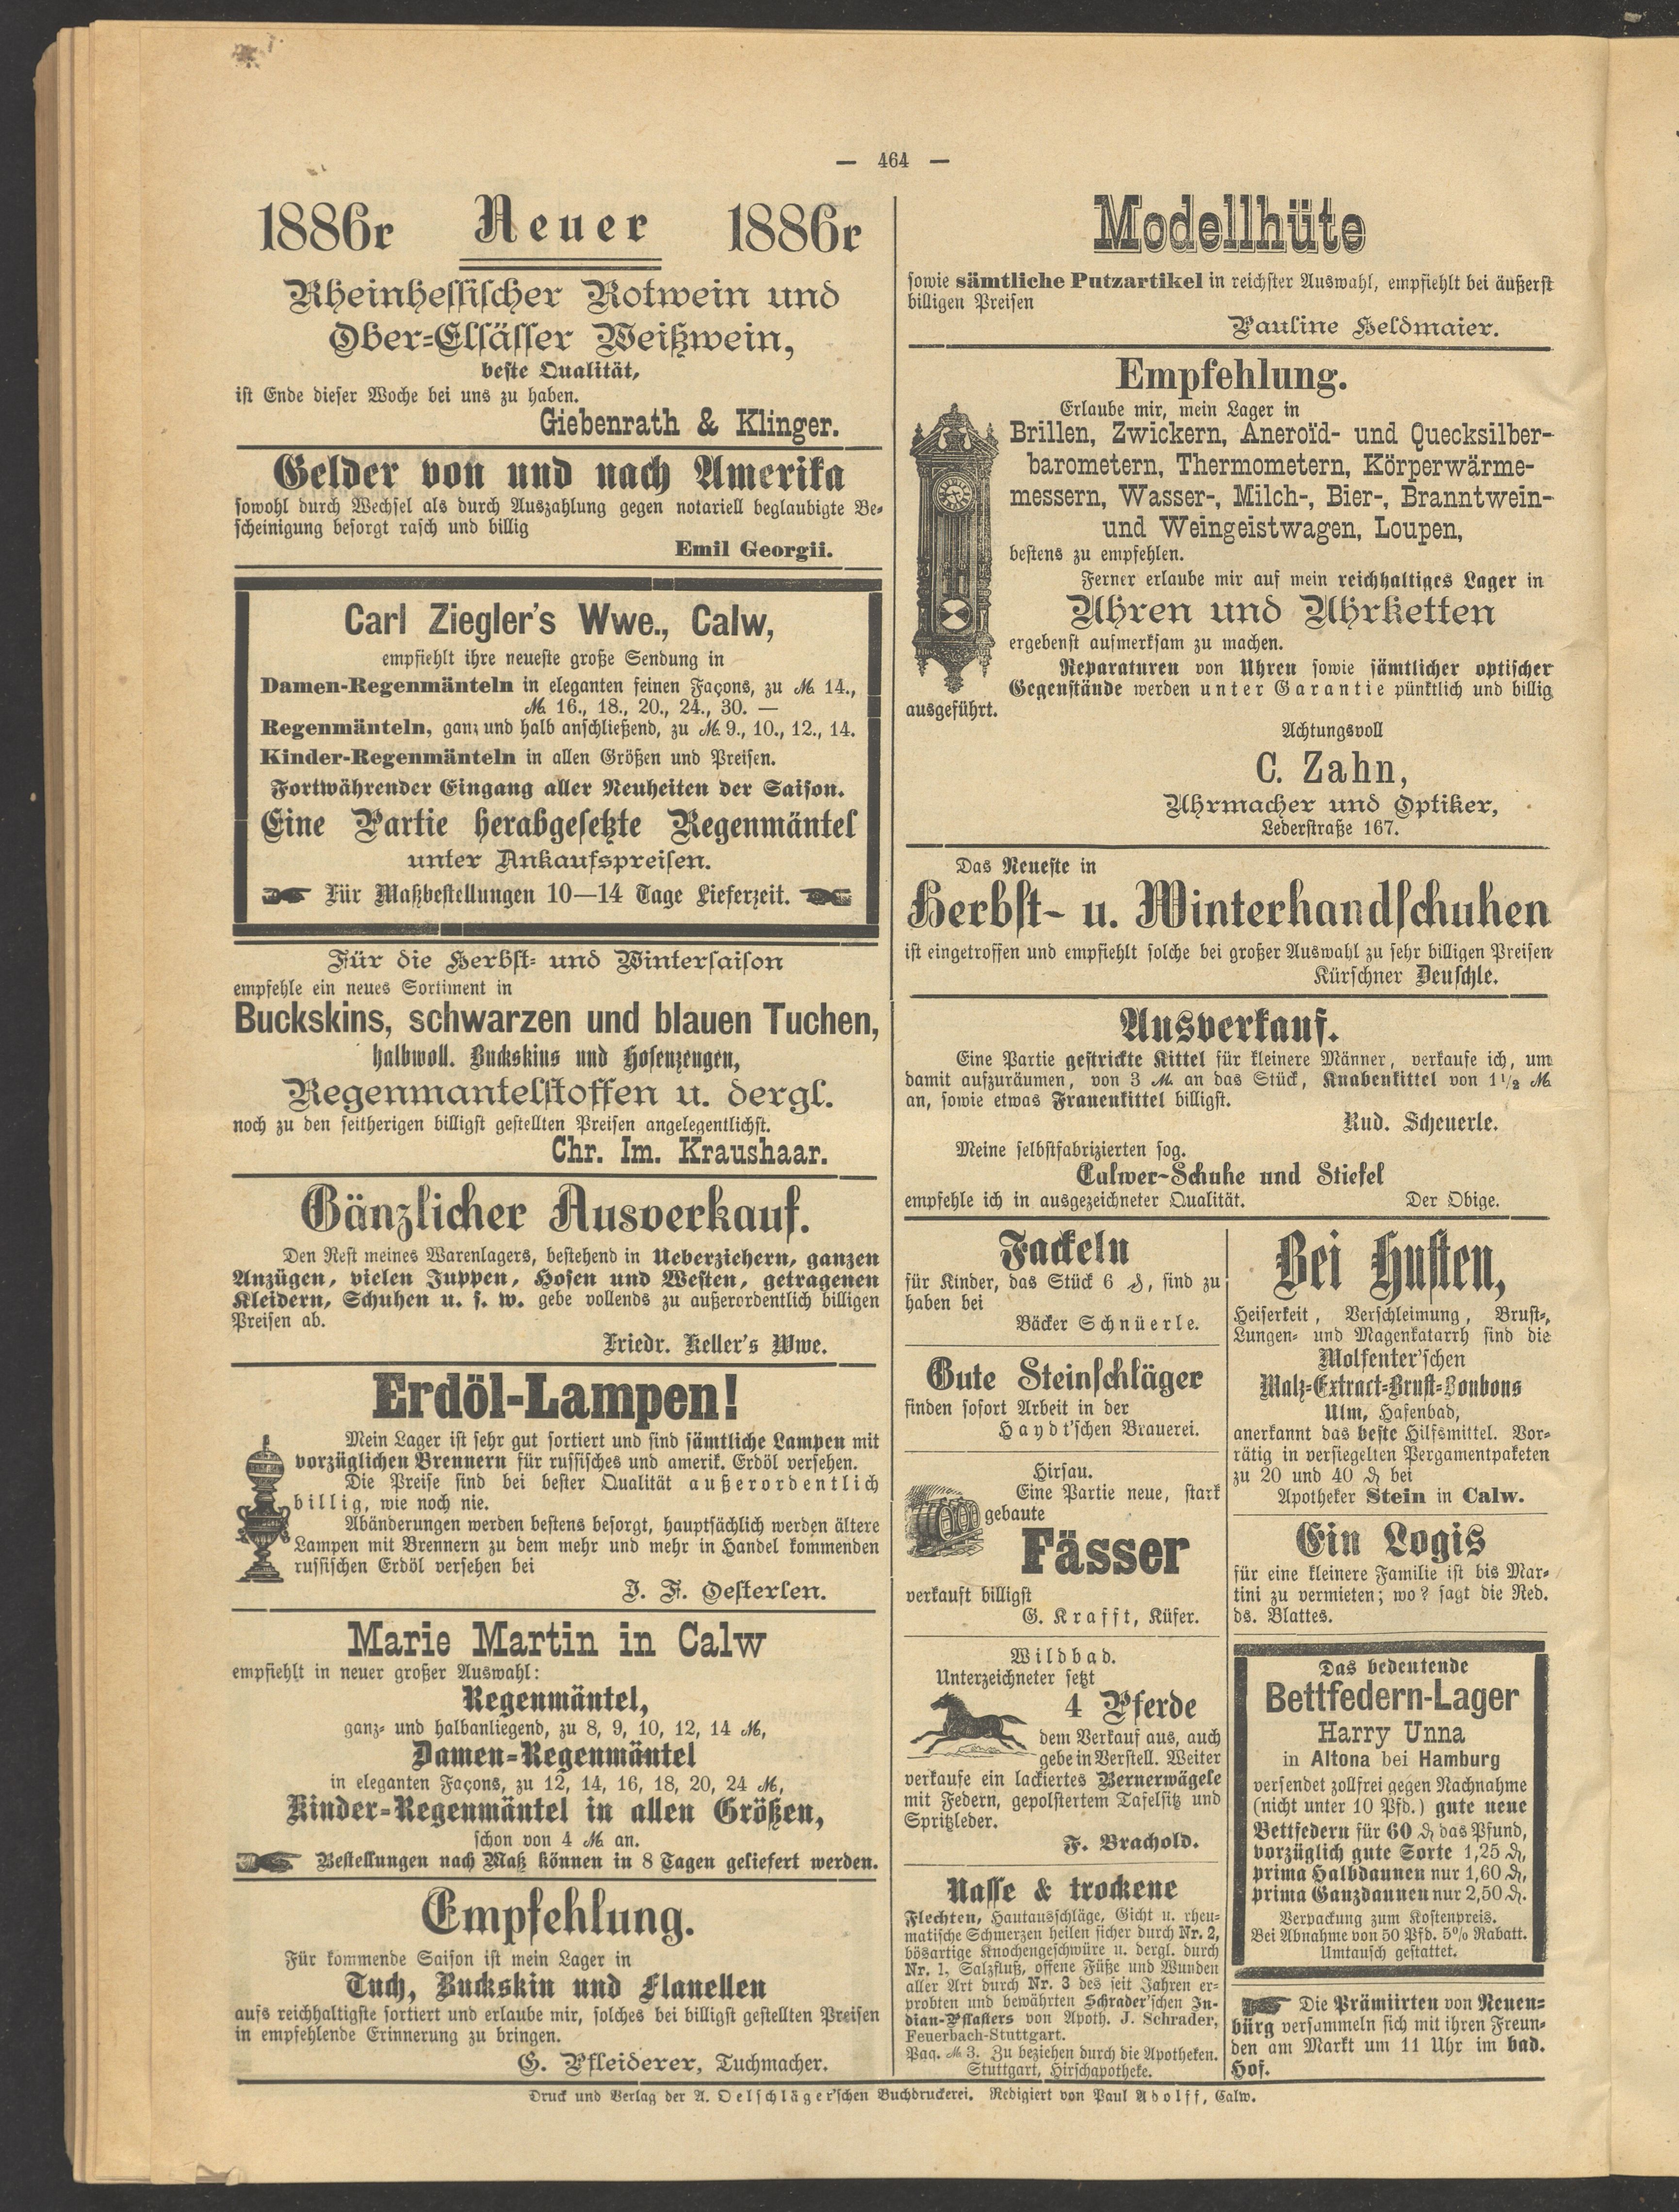 — 464 —
1886r Neuer 1886r
Rheinhessischer Rotwein und
Ober-Elsässer Weißwein,
beste Qualität,
ist Ende dieser Woche bei uns zu haben.
Giebenrath & Klinger.
Gelder von und nach Amerika
sowohl durch Wechsel als durch Auszahlung gegen notariell beglaubigte Be-
scheinigung besorgt rasch und billig
Emil Georgii.
Carl Ziegler's Wwe., Calw,
empfiehlt ihre neueste große Sendung in
Damen-Regenmänteln in eleganten feinen Façons, zu M. 14.,
M. 16., 18., 20., 24., 30. —
Regenmänteln, ganz und halb anschließend, zu M. 9., 10., 12., 14.
Kinder-Regenmänteln in allen Größen und Preisen.
Fortwährender Eingang aller Neuheiten der Saison.
Eine Partie herabgesetzte Regenmäntel
unter Ankaufspreisen.
Für Maßbestellungen 10—14 Tage Lieferzeit.
Für die Herbst- und Wintersaison
empfehle ein neues Sortiment in
Buckskins, schwarzen und blauen Tuchen,
halbwoll. Buckskins und Hosenzeugen,
Regenmantelstoffen u. dergl.
noch zu den seitherigen billigst gestellten Preisen angelegentlichst.
Chr. Im. Kraushaar.
Gänzlicher Ausverkauf.
Den Rest meines Warenlagers, bestehend in Ueberziehern, ganzen
Anzügen, vielen Juppen, Hosen und Westen, getragenen
Kleidern, Schuhen u. s. w. gebe vollends zu außerordentlich billigen
Preisen ab.
Friedr. Keller's Wwe.
Erdöl-Lampen!
Mein Lager ist sehr gut sortiert und sind sämtliche Lampen mit
vorzüglichen Brennern für russisches und amerik. Erdöl versehen.
Die Preise sind bei bester Qualität außerordentlich
billig, wie noch nie.
Abänderungen werden bestens besorgt, hauptsächlich werden ältere
Lampen mit Brennern zu dem mehr und mehr in Handel kommenden
russischen Erdöl versehen bei
J. F. Oesterlen.
Marie Martin in Calw
empfiehlt in neuer großer Auswahl:
Regenmäntel,
ganz- und halbanliegend, zu 8, 9, 10, 12, 14 M,
Damen-Regenmäntel
in eleganten Façons, zu 12, 14, 16, 18, 20, 24 M,
Kinder-Regenmäntel in allen Größen,
schon von 4 M. an.
Bestellungen nach Maß können in 8 Tagen geliefert werden.
Empfehlung.
Für kommende Saison ist mein Lager in
Tuch, Buckskin und Flanellen
aufs reichhaltigste sortiert und erlaube mir, solches bei billigst gestellten Preisen
in empfehlende Erinnerung zu bringen.
G. Pfleiderer, Tuchmacher.
Modellhüte
sowie sämtliche Putzartikel in reichster Auswahl, empfiehlt bei äußerst
billigen Preisen
Pauline Heldmaier.
Empfehlung.
Erlaube mir, mein Lager in
Brillen, Zwickern, Aneroïd- und Quecksilber-
barometern, Thermometern, Körperwärme-
messern, Wasser-, Milch-, Bier-, Branntwein-
und Weingeistwagen, Loupen,
bestens zu empfehlen.
Ferner erlaube mir auf mein reichhaltiges Lager in
Uhren und Uhrketten
ergebenst aufmerksam zu machen.
Reparaturen von Uhren sowie sämtlicher optischer
Gegenstände werden unter Garantie pünktlich und billig
ausgeführt.
Achtungsvoll
C. Zahn,
Uhrmacher und Optiker,
Lederstraße 167.
Das Neueste in
Herbst- u. Winterhandschuhen
ist eingetroffen und empfiehlt solche bei großer Auswahl zu sehr billigen Preisen
Kürschner Deuschle.
Ausverkauf.
Eine Partie gestrickte Kittel für kleinere Männer, verkaufe ich, um
damit aufzuräumen, von 3 M. an das Stück, Knabenkittel von 1½ M.
an, sowie etwas Frauenkittel billigst.
Rud. Scheuerle.
Meine selbstfabrizierten sog.
Calwer-Schuhe und Stiefel
empfehle ich in ausgezeichneter Qualität. Der Obige.
Fackeln
für Kinder, das Stück 6 ₰, sind zu
haben bei
Bäcker Schnüerle.
Gute Steinschläger
finden sofort Arbeit in der
Haydt'schen Brauerei.
Hirsau.
Eine Partie neue, stark
gebaute
Fässer
verkauft billigst
G. Krafft, Küfer.
Wildbad.
Unterzeichneter setzt
4 Pferde
dem Verkauf aus, auch
gebe in Verstell. Weiter
verkaufe ein lackiertes Bernerwägele
mit Federn, gepolstertem Tafelsitz und
Spritzleder.
F. Brachold.
Nasse & trockene
Flechten, Hautausschläge, Gicht u. rheu-
matische Schmerzen heilen sicher durch Nr. 2,
bösartige Knochengeschwüre u. dergl. durch
Nr. 1, Salzfluß, offene Füße und Wunden
aller Art durch Nr. 3 des seit Jahren er-
probten und bewährten Schrader'schen In-
dian-Pflasters von Apoth. J. Schrader,
Feuerbach-Stuttgart.
Paq. M. 3. Zu beziehen durch die Apotheken.
Stuttgart, Hirschapotheke.
Bei Husten,
Heiserkeit, Verschleimung, Brust-,
Lungen- und Magenkatarrh sind die
Molfenter'schen
Malz-Extract-Brust-Bonbons
Ulm, Hafenbad,
anerkannt das beste Hilfsmittel. Vor-
rätig in versiegelten Pergamentpaketen
zu 20 und 40 ₰ bei
Apotheker Stein in Calw.
Ein Logis
für eine kleinere Familie ist bis Mar-
tini zu vermieten; wo? sagt die Red.
ds. Blattes.
Das bedeutende
Bettfedern-Lager
Harry Unna
in Altona bei Hamburg
versendet zollfrei gegen Nachnahme
(nicht unter 10 Pfd.) gute neue
Bettfedern für 60 ₰ das Pfund,
vorzüglich gute Sorte 1,25 ₰,
prima Halbdaunen nur 1,60 ₰,
prima Ganzdaunen nur 2,50 ₰.
Verpackung zum Kostenpreis.
Bei Abnahme von 50 Pfd. 5% Rabatt.
Umtausch gestattet.
Die Prämiirten von Neuen-
bürg versammeln sich mit ihren Freun-
den am Markt um 11 Uhr im bad.
Hof.
Druck und Verlag der A. Oelschläger'schen Buchdruckerei. Redigiert von Paul Adolff, Calw.